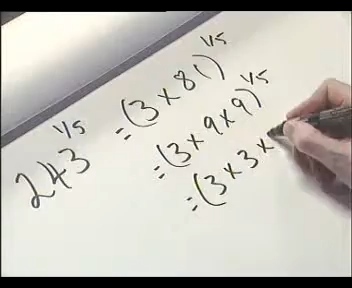 243^1/5 = (3 × 81)^1/5
= (3 × 9 × 9)^1/5
= (3 × 3 ×